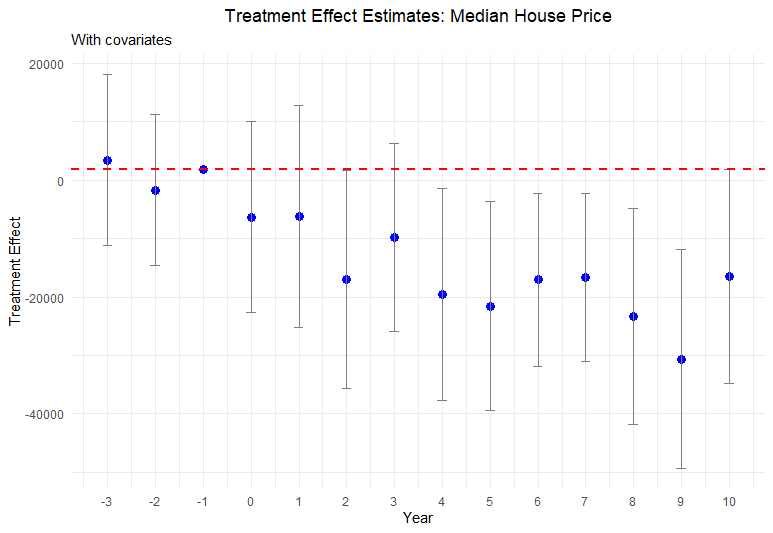 Treatment Effect Estimates: Median House Price
With covariates
20000
0
-20000
-40000
Treatment Effect
-3 -2 -1 0 1 2 3 4 5 6 7 8 9 10
Year